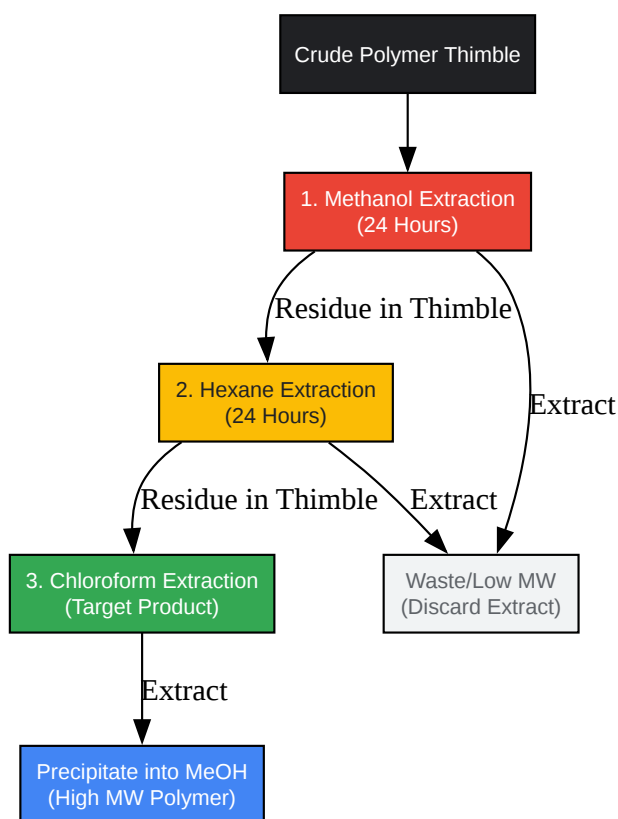 Crude Polymer Thimble
1. Methanol Extraction
(24 Hours)
Residue in Thimble
Extract
2. Hexane Extraction
(24 Hours)
Residue in Thimble
Extract
3. Chloroform Extraction
(Target Product)
Waste/Low MW
(Discard Extract)
Extract
Precipitate into MeOH
(High MW Polymer)